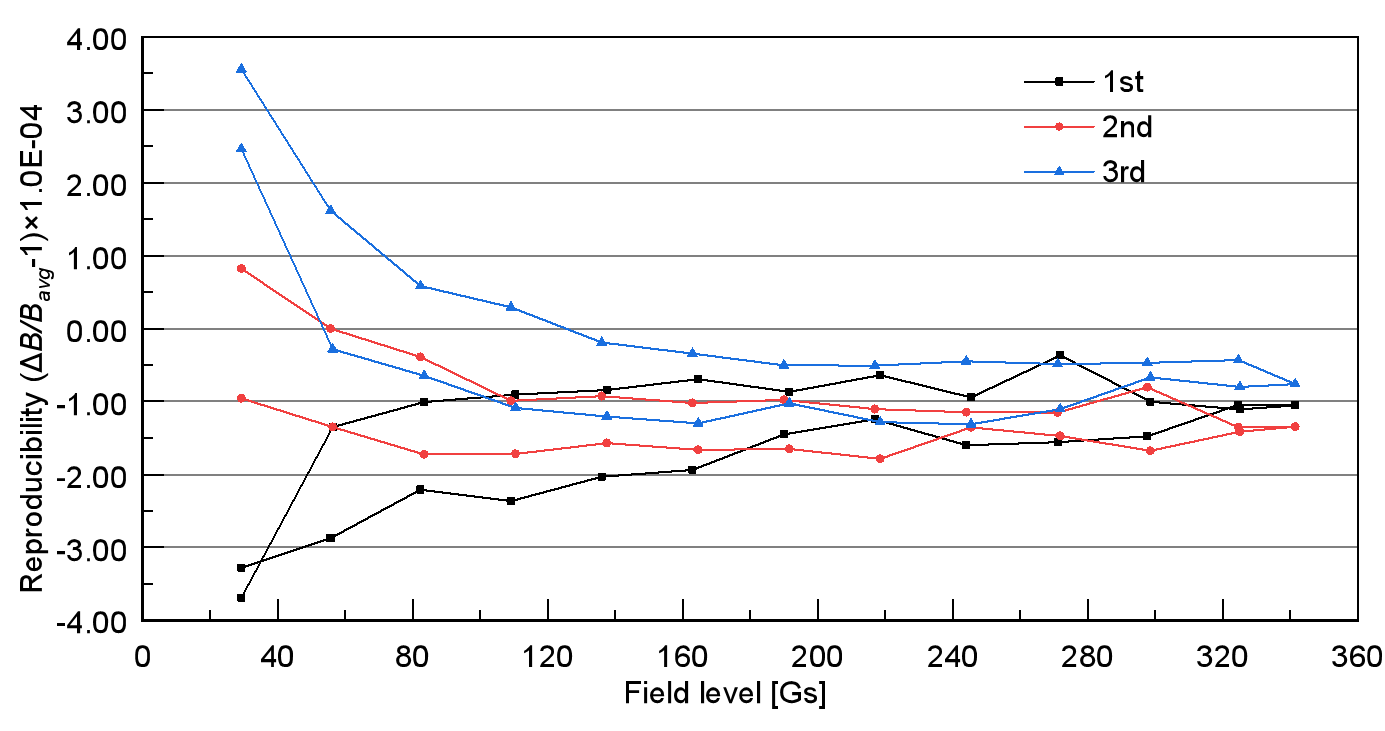 4.00
3.00
2.00
1.00
0.00
-1.00
-2.00
-3.00
-4.00
Reproducibility (ΔB/Bavg-1)×1.0E-04
1st
2nd
3rd
0 40 80 120 160 200 240 280 320 360
Field level [Gs]